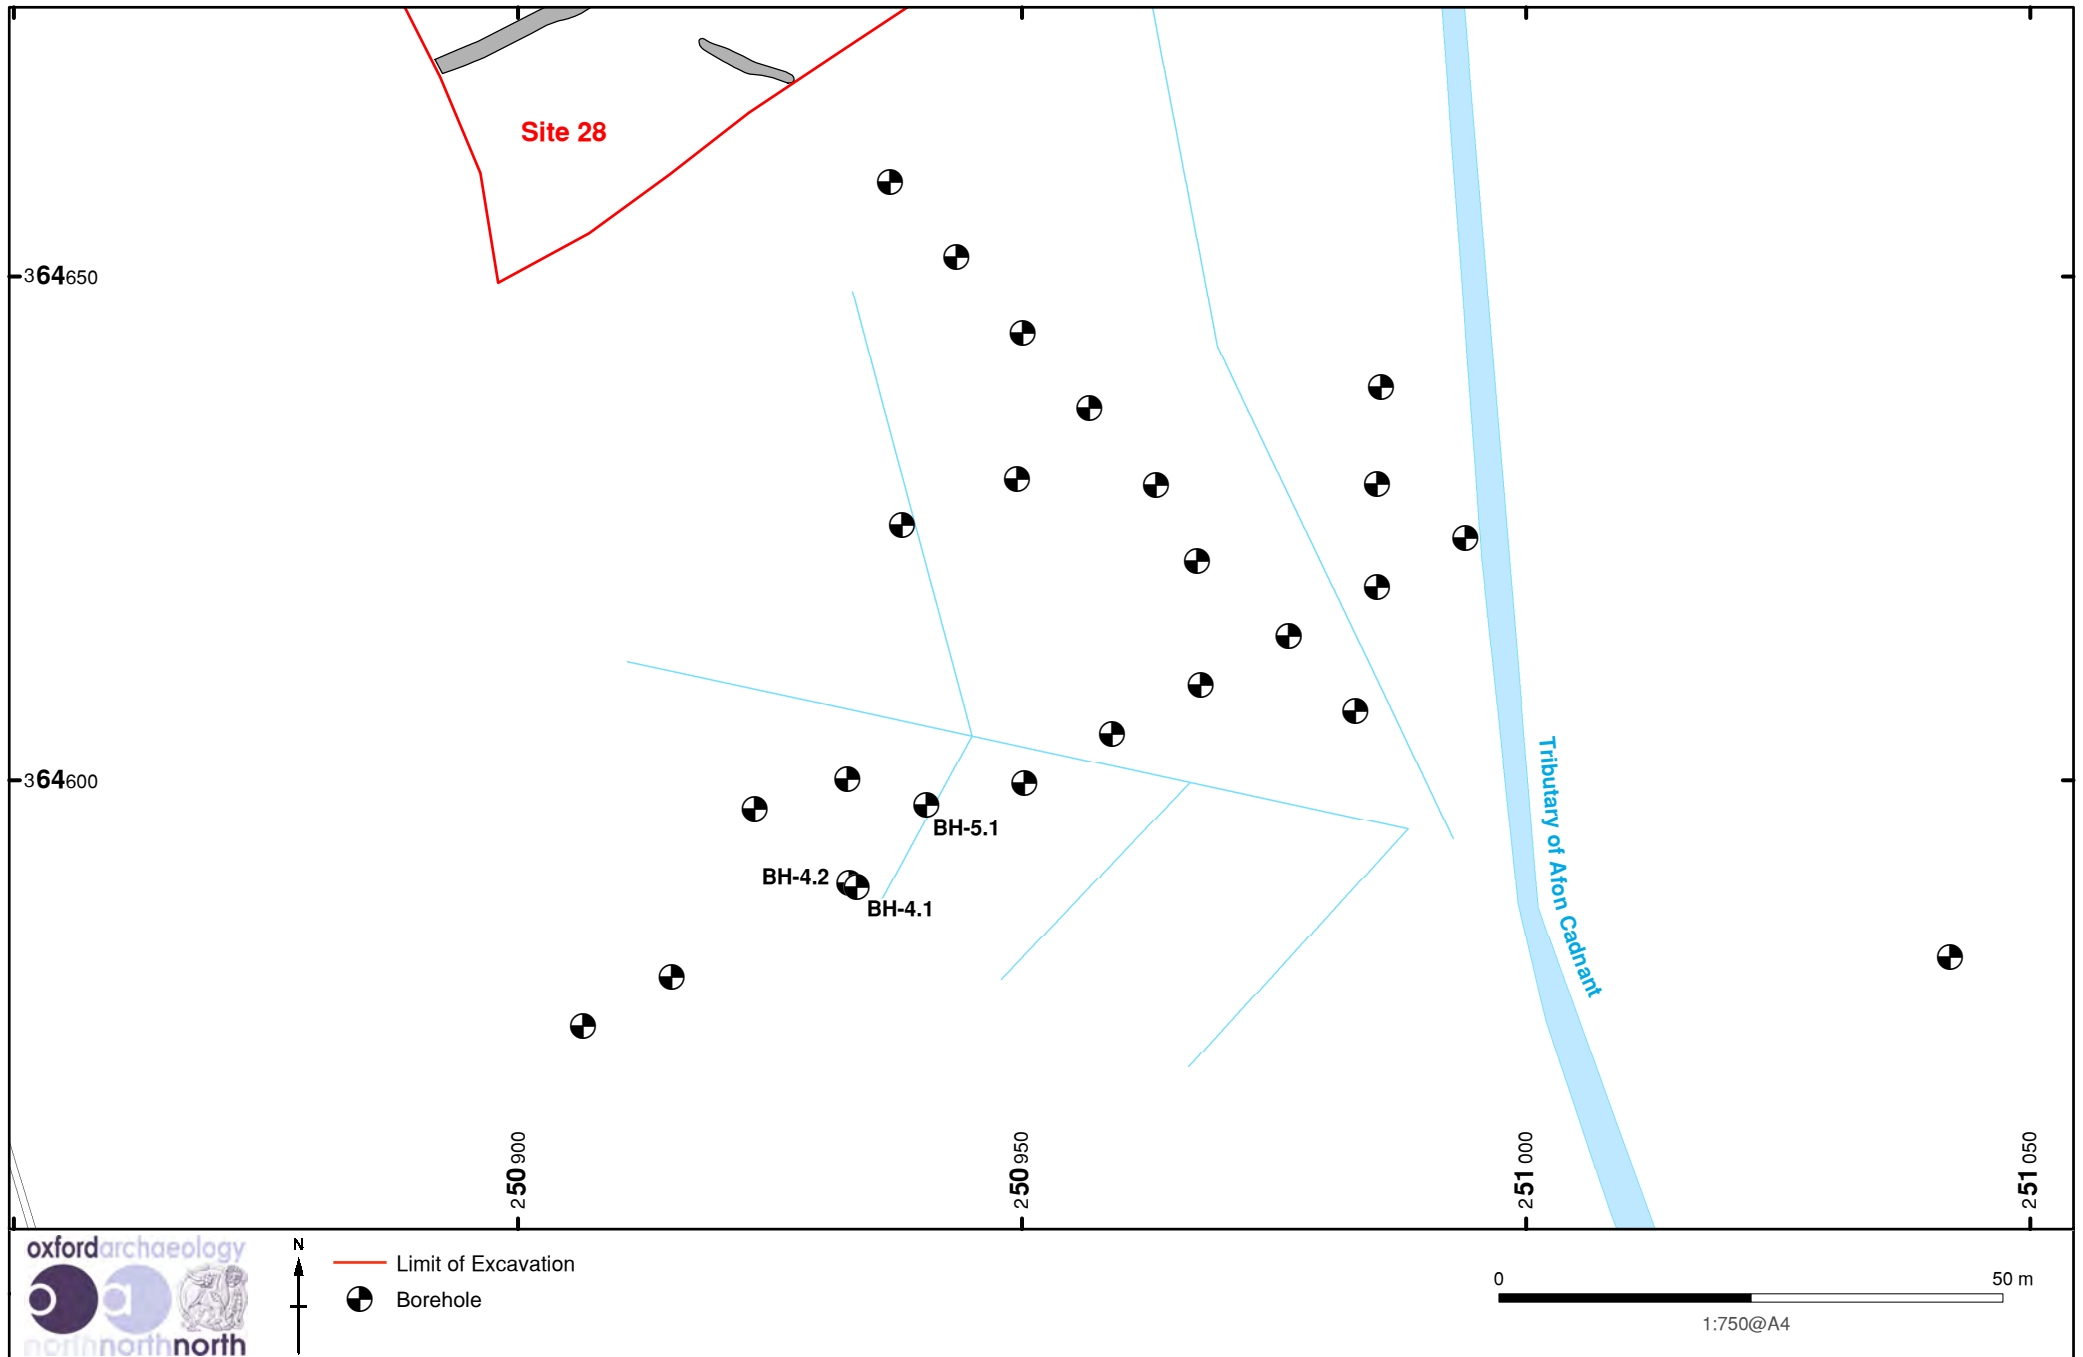 Site 28
364650
364600
BH-5.1
BH-4.2
BH-4.1
Tributary of Afon Cadnant
250900
250950
251000
251050
oxfordarchaeology
northnorthnorth
N
Limit of Excavation
Borehole
0 50 m
1:750@A4